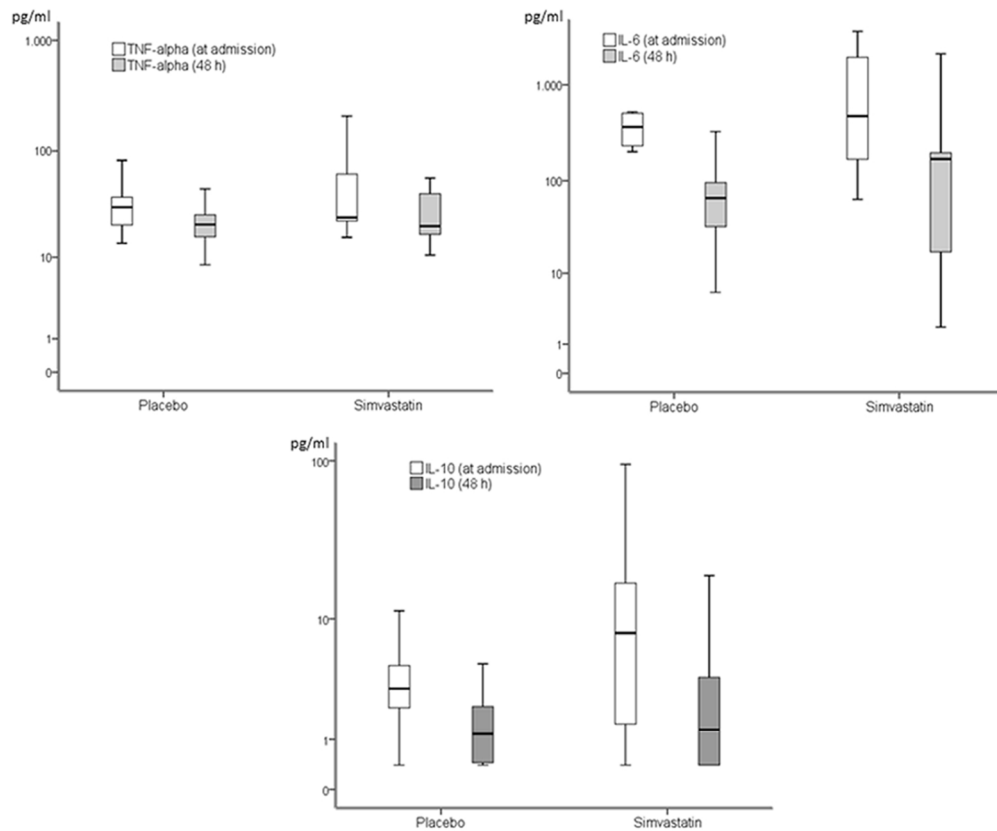 pg/ml
1.000
100
10
1
0
TNF-alpha (at admission)
TNF-alpha (48 h)
Placebo
Simvastatin
pg/ml
1.000
100
10
1
0
IL-6 (at admission)
IL-6 (48 h)
Placebo
Simvastatin
pg/ml
100
10
1
0
IL-10 (at admission)
IL-10 (48 h)
Placebo
Simvastatin